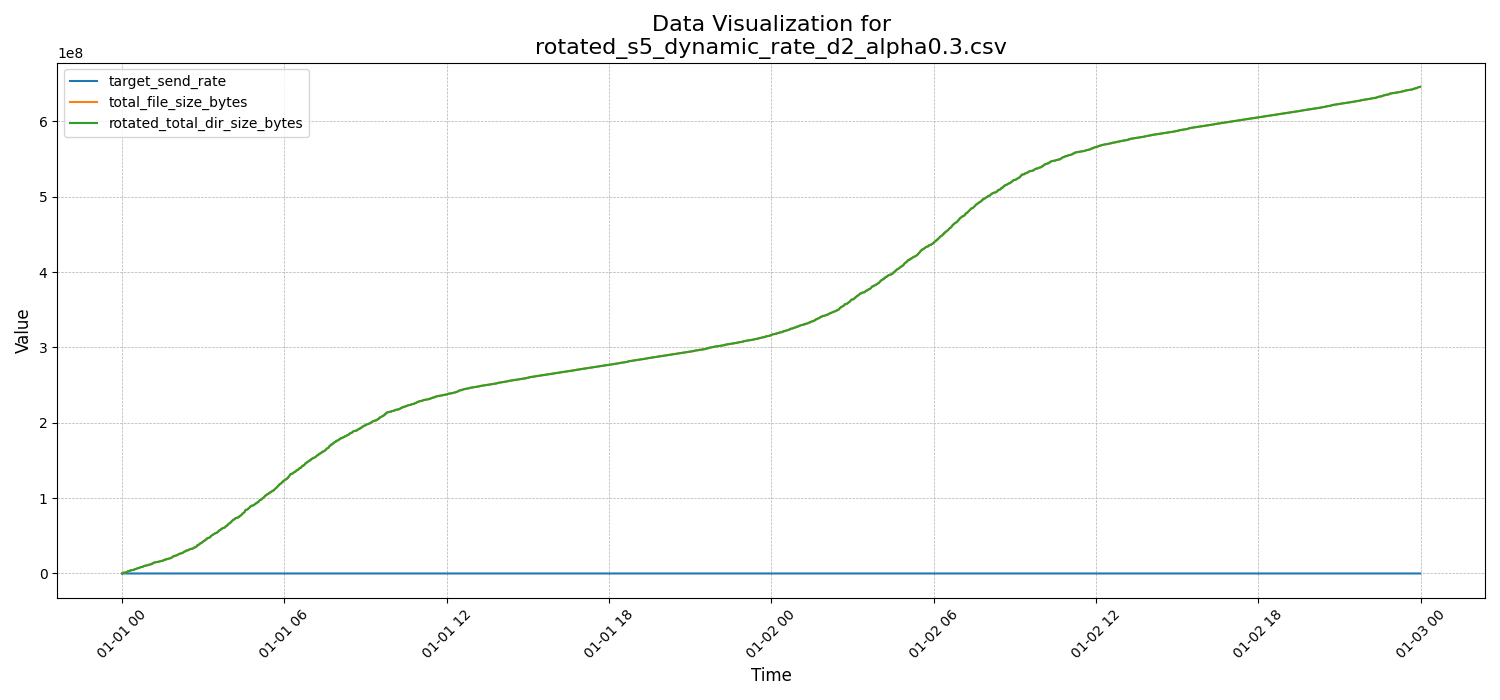 Data Visualization for
rotated_s5_dynamic_rate_d2_alpha0.3.csv
1e8
target_send_rate
total_file_size_bytes
rotated_total_dir_size_bytes
6
5
4
3
2
1
0
Value
01-01 00
01-01 06
01-01 12
01-01 18
01-02 00
01-02 06
01-02 12
01-02 18
01-03 00
Time